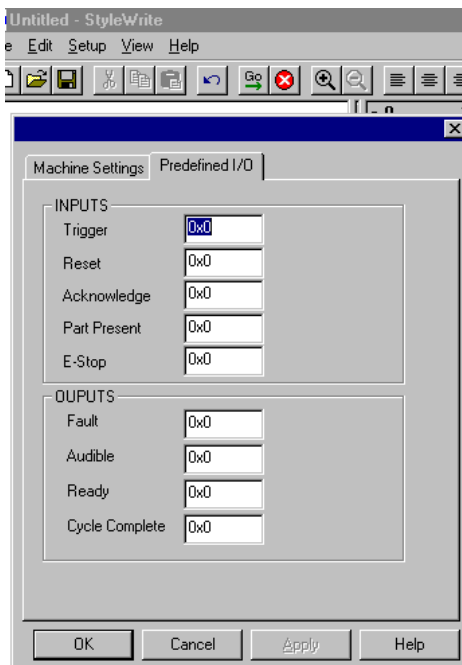 Untitled - StyleWrite
e Edit Setup View Help
Go
Machine Settings Predefined I/O
INPUTS
Trigger 0x0
Reset 0x0
Acknowledge 0x0
Part Present 0x0
E-Stop 0x0
OUPUTS
Fault 0x0
Audible 0x0
Ready 0x0
Cycle Complete 0x0
OK Cancel Apply Help